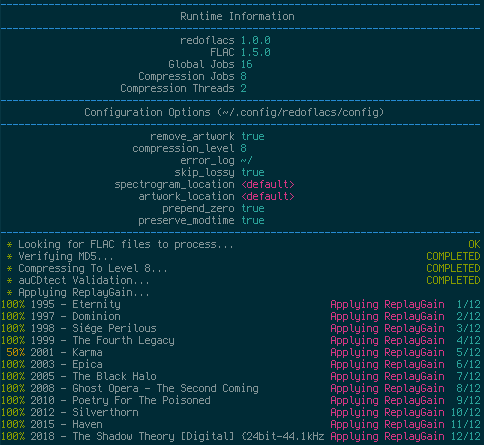 Runtime Information
redoflacs 1.0.0
FLAC 1.5.0
Global Jobs 16
Compression Jobs 8
Compression Threads 2
Configuration Options (~/.config/redoflacs/config)
remove_artwork true
compression_level 8
error_log ~/
skip_lossy true
spectrogram_location <default>
artwork_location <default>
prepend_zero true
preserve_modtime true
* Looking for FLAC files to process... OK
* Verifying MD5... COMPLETED
* Compressing To Level 8... COMPLETED
* auCDtect Validation... COMPLETED
* Applying ReplayGain...
100% 1995 – Eternity Applying ReplayGain 1/12
100% 1997 – Dominion Applying ReplayGain 2/12
100% 1998 – Siége Perilous Applying ReplayGain 3/12
100% 1999 – The Fourth Legacy Applying ReplayGain 4/12
50% 2001 – Karma Applying ReplayGain 5/12
100% 2003 – Epica Applying ReplayGain 6/12
100% 2005 – The Black Halo Applying ReplayGain 7/12
100% 2008 – Ghost Opera – The Second Coming Applying ReplayGain 8/12
100% 2010 – Poetry For The Poisoned Applying ReplayGain 9/12
100% 2012 – Silverthorn Applying ReplayGain 10/12
100% 2015 – Haven Applying ReplayGain 11/12
100% 2018 – The Shadow Theory [Digital] {24bit-44.1kHz Applying ReplayGain 12/12